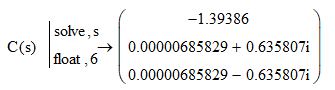 C(s) | solve, s
float, 6 →
-1.39386
0.00000685829 + 0.635807i
0.00000685829 - 0.635807i